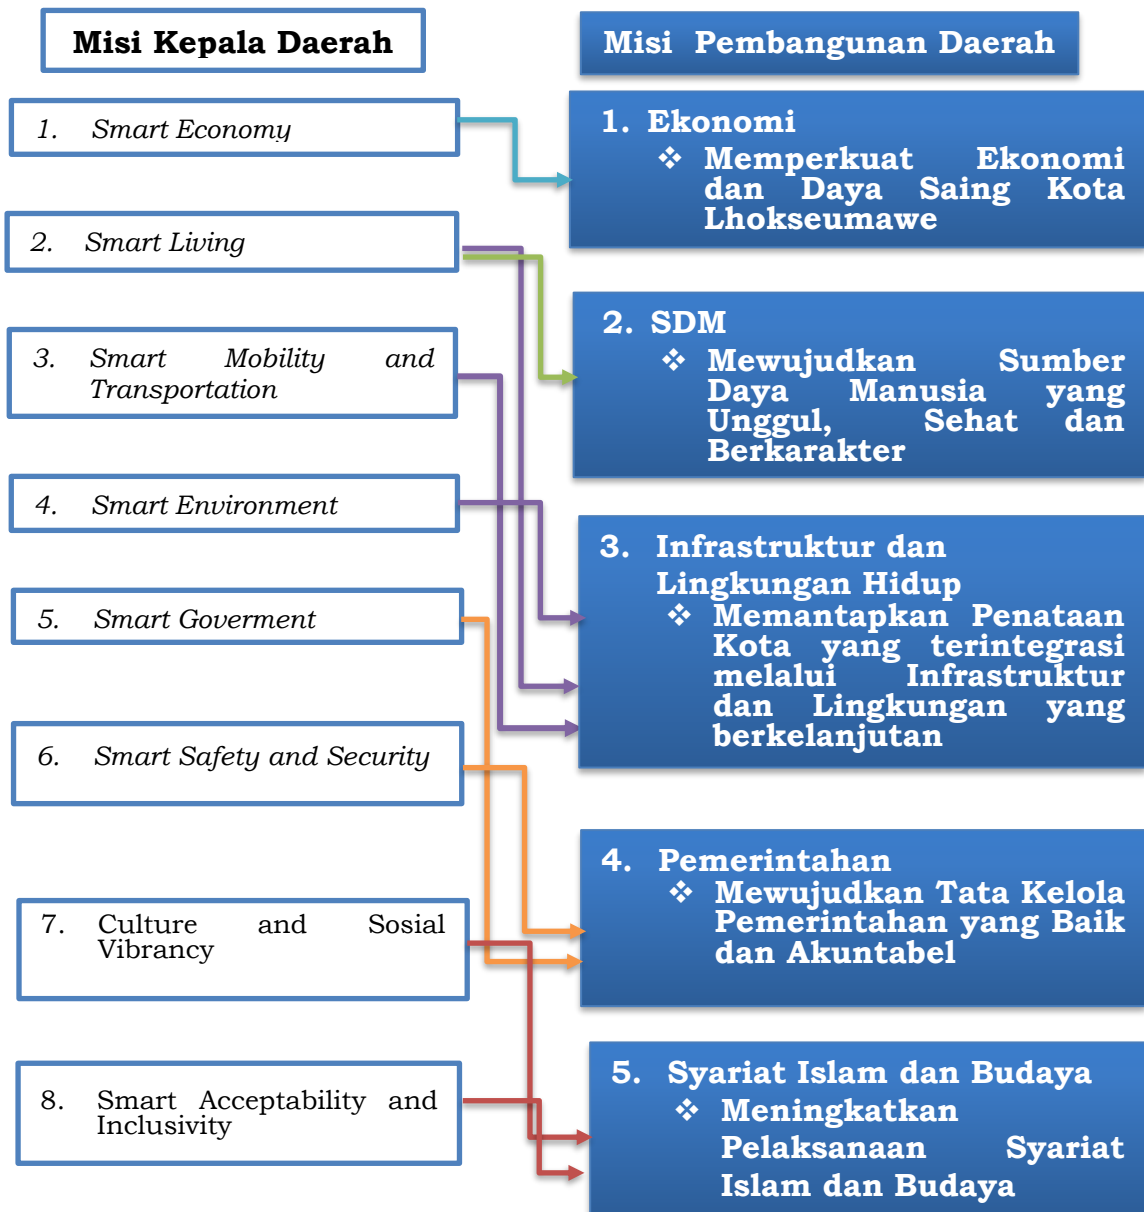 Misi Kepala Daerah
1. Smart Economy
2. Smart Living
3. Smart Mobility and
Transportation
4. Smart Environment
5. Smart Goverment
6. Smart Safety and Security
7. Culture and Sosial
Vibrancy
8. Smart Acceptability and
Inclusivity
Misi Pembangunan Daerah
1. Ekonomi
❖ Memperkuat Ekonomi
dan Daya Saing Kota
Lhokseumawe
2. SDM
❖ Mewujudkan Sumber
Daya Manusia yang
Unggul, Sehat dan
Berkarakter
3. Infrastruktur dan
Lingkungan Hidup
❖ Memantapkan Penataan
Kota yang terintegrasi
melalui Infrastruktur
dan Lingkungan yang
berkelanjutan
4. Pemerintahan
❖ Mewujudkan Tata Kelola
Pemerintahan yang Baik
dan Akuntabel
5. Syariat Islam dan Budaya
❖ Meningkatkan
Pelaksanaan Syariat
Islam dan Budaya